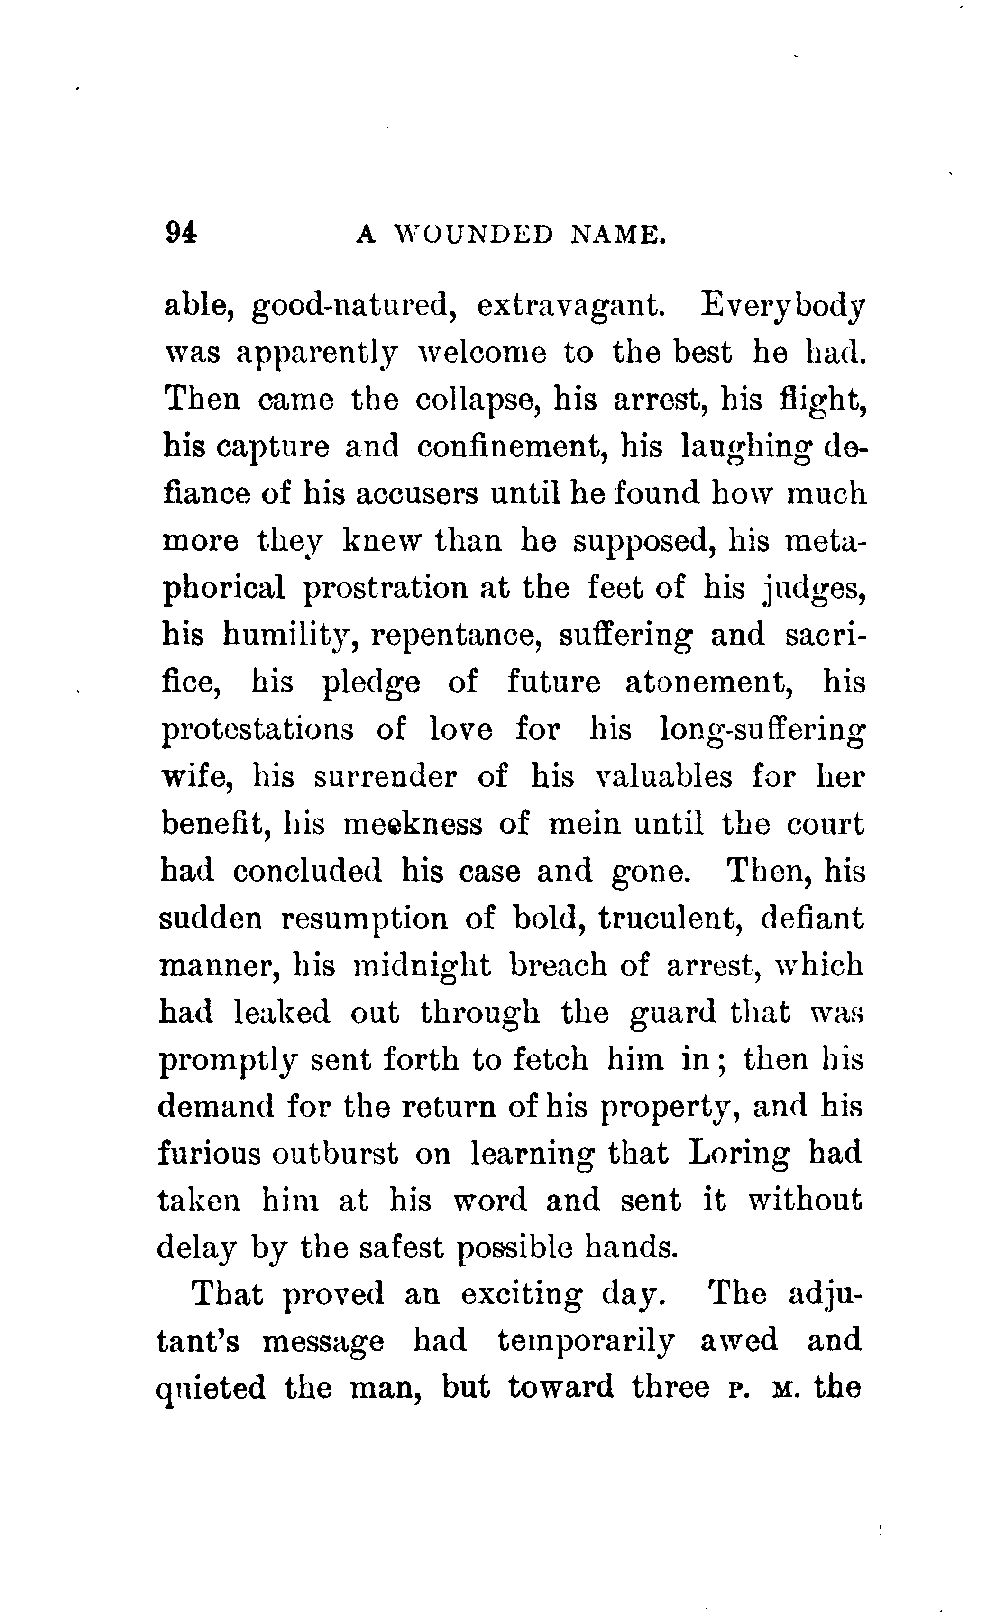 94 A WOUNDED NAME.
able, good-natured, extravagant. Everybody
was apparently welcome to the best he had.
Then came the collapse, his arrest, his flight,
his capture and confinement, his laughing de-
fiance of his accusers until he found how much
more they knew than he supposed, his meta-
phorical prostration at the feet of his judges,
his humility, repentance, suffering and sacri-
fice, his pledge of future atonement, his
protestations of love for his long-suffering
wife, his surrender of his valuables for her
benefit, his meekness of mein until the court
had concluded his case and gone. Then, his
sudden resumption of bold, truculent, defiant
manner, his midnight breach of arrest, which
had leaked out through the guard that was
promptly sent forth to fetch him in; then his
demand for the return of his property, and his
furious outburst on learning that Loring had
taken him at his word and sent it without
delay by the safest possible hands.
That proved an exciting day. The adju-
tant's message had temporarily awed and
quieted the man, but toward three P. M. the